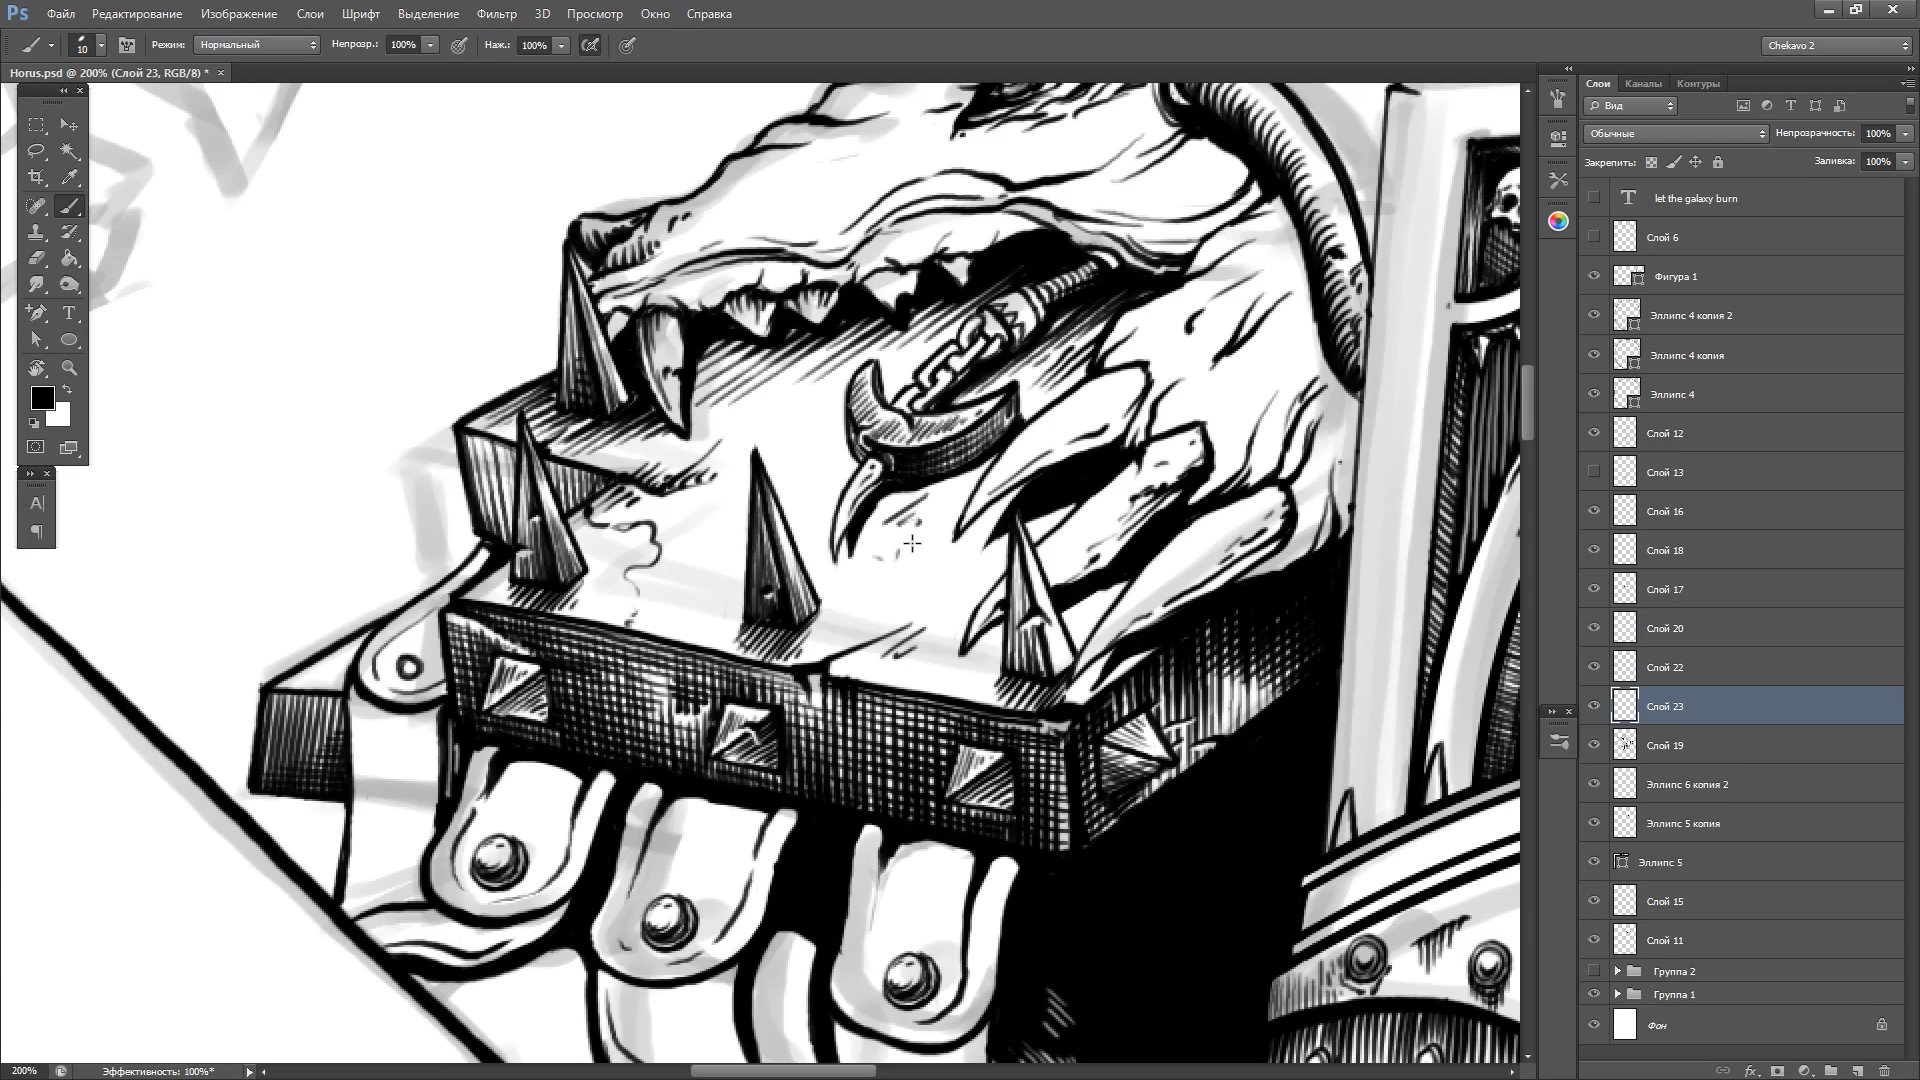 Ps Файл Редактирование Изображение Слои Шрифт Выделение Фильтр 3D Просмотр Окно Справка
10 Режим: Нормальный Непрозр.: 100% Наж.: 100% Chekavo 2
Horus.psd @ 200% (Слой 23, RGB/8) *
Слои Каналы Контуры
Вид
Обычные Непрозрачность: 100%
Закрепить: Заливка: 100%
T let the galaxy burn
Слой 6
Фигура 1
Эллипс 4 копия 2
Эллипс 4 копия
Эллипс 4
Слой 12
Слой 13
Слой 16
Слой 18
Слой 17
Слой 20
Слой 22
Слой 23
Слой 19
Эллипс 6 копия 2
Эллипс 5 копия
Эллипс 5
Слой 15
Слой 11
Группа 2
Группа 1
Фон
200% Эффективность: 100%*